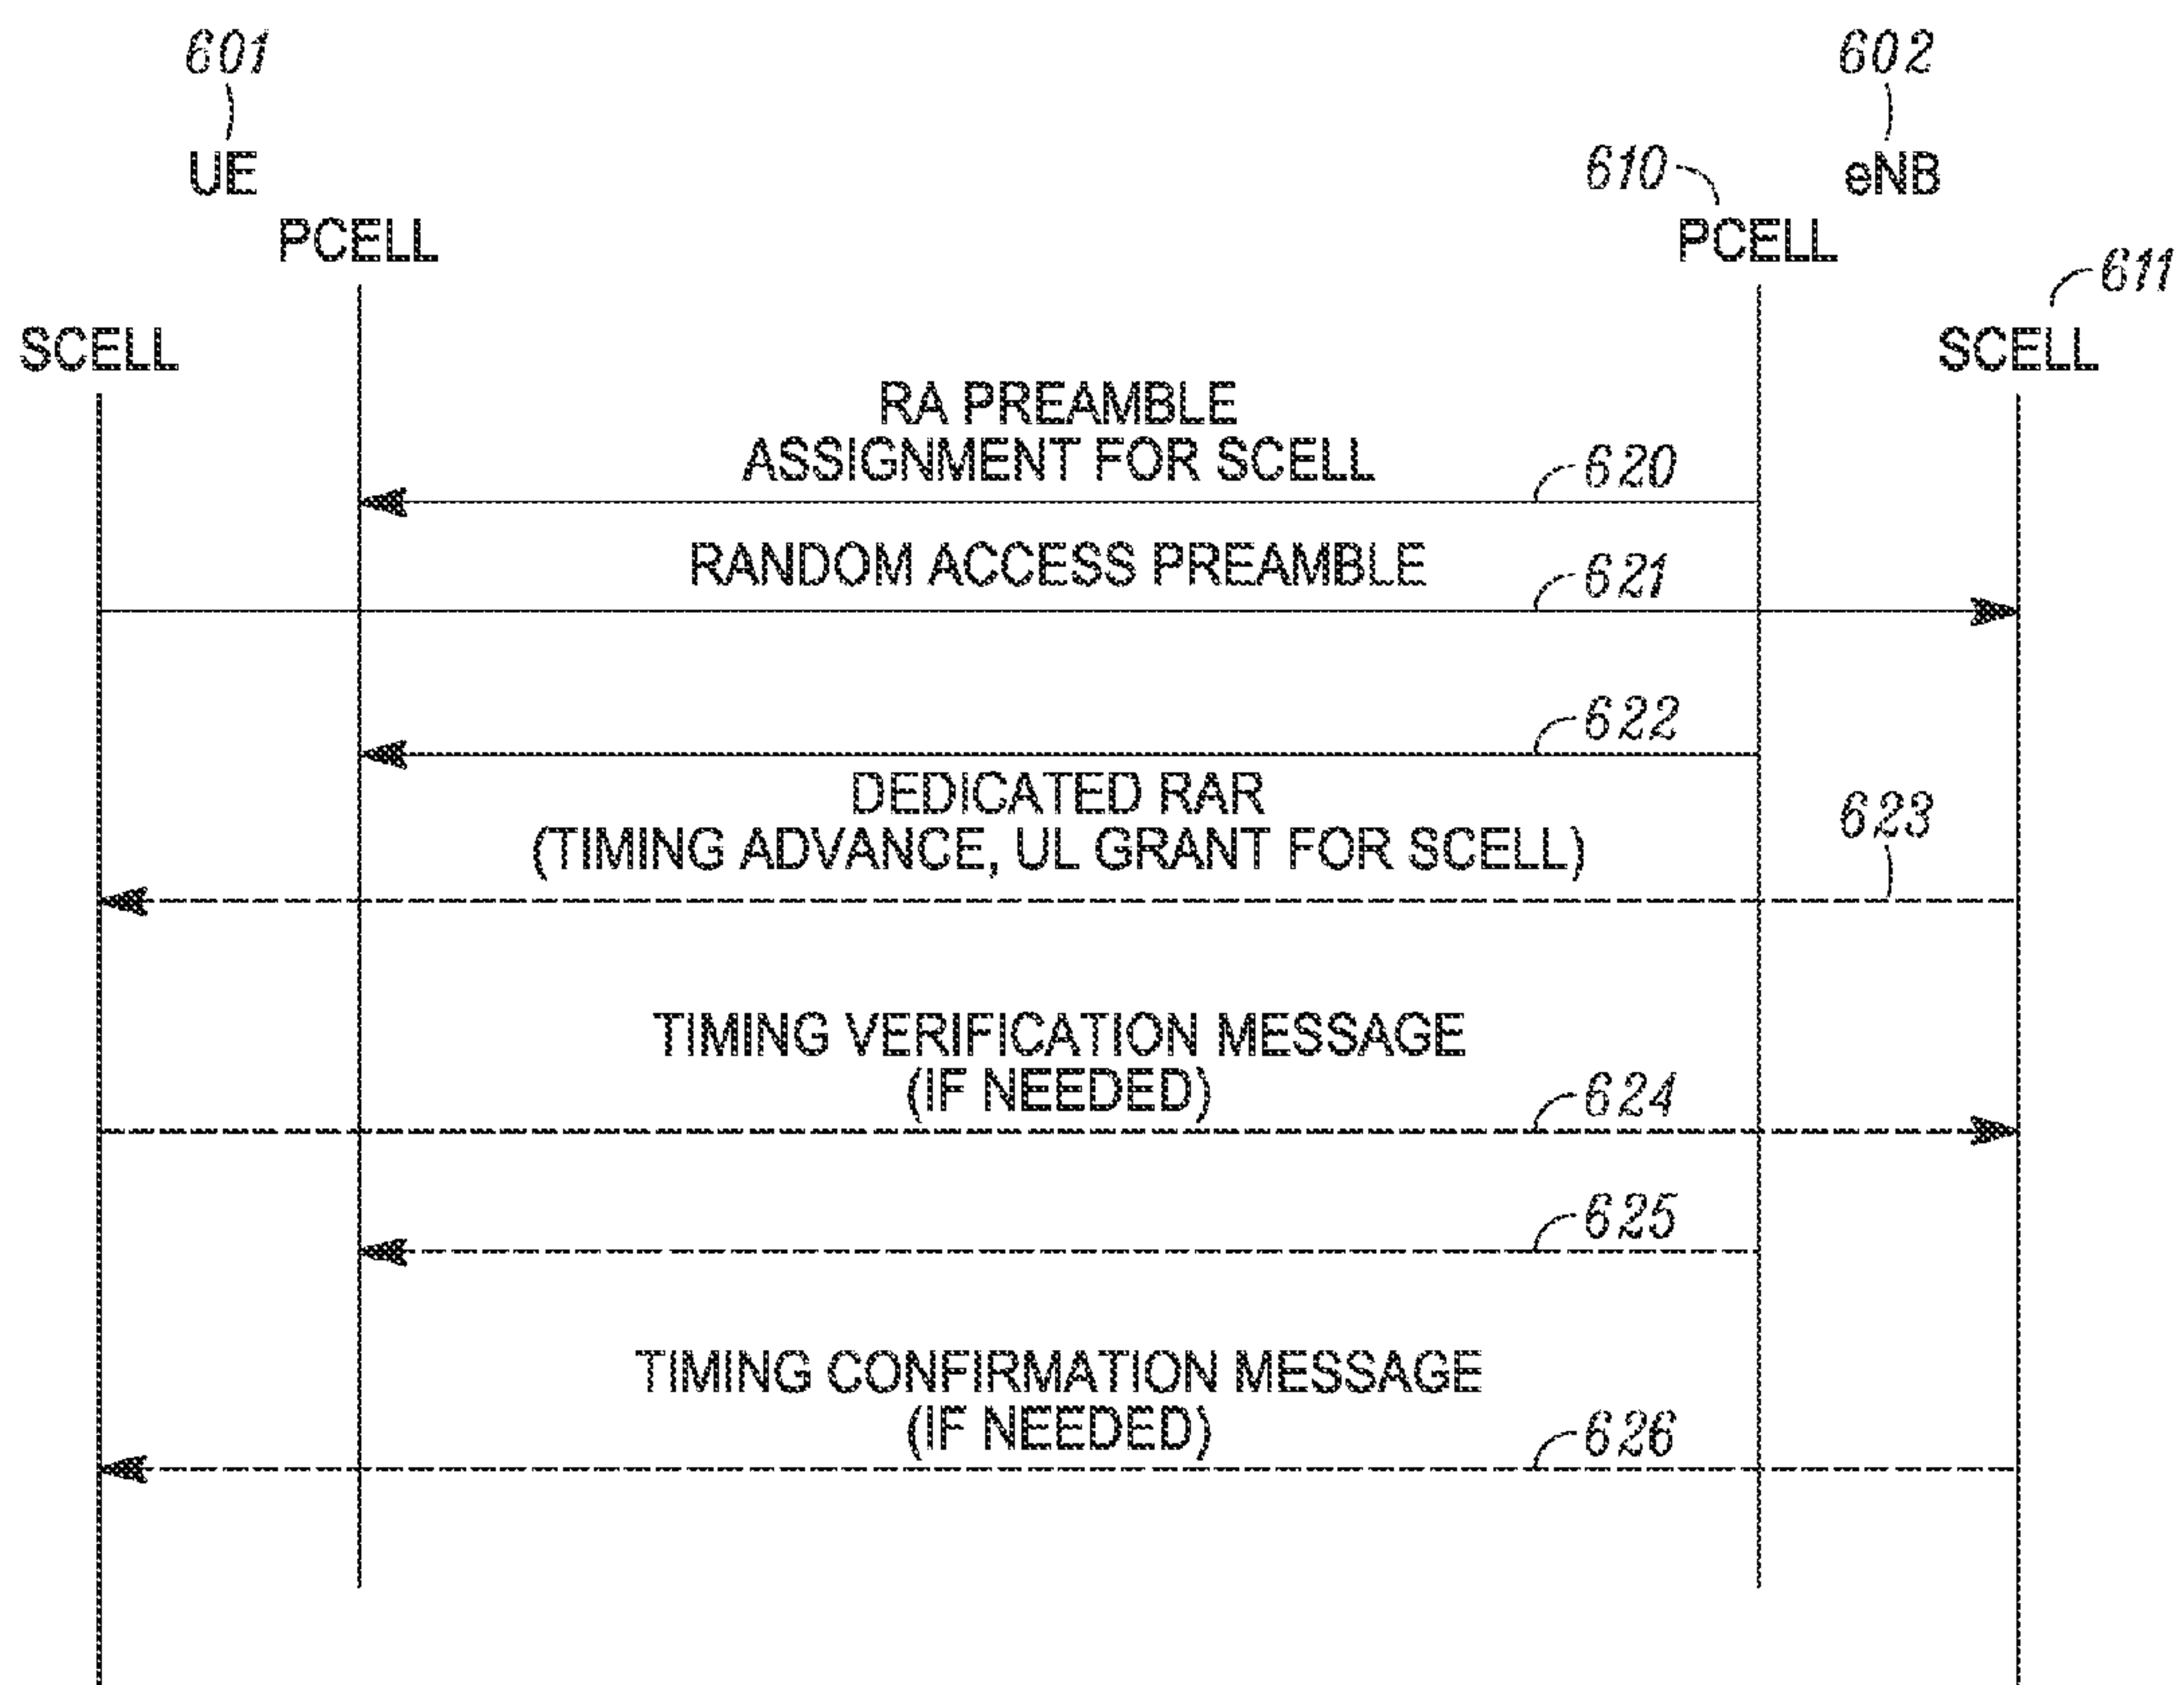 601
602
UE
610
eNB
PCELL
PCELL
611
SCELL
SCELL
RA PREAMBLE
ASSIGNMENT FOR SCELL
620
RANDOM ACCESS PREAMBLE
621
622
DEDICATED RAR
(TIMING ADVANCE, UL GRANT FOR SCELL)
623
TIMING VERIFICATION MESSAGE
(IF NEEDED)
624
625
TIMING CONFIRMATION MESSAGE
(IF NEEDED)
626